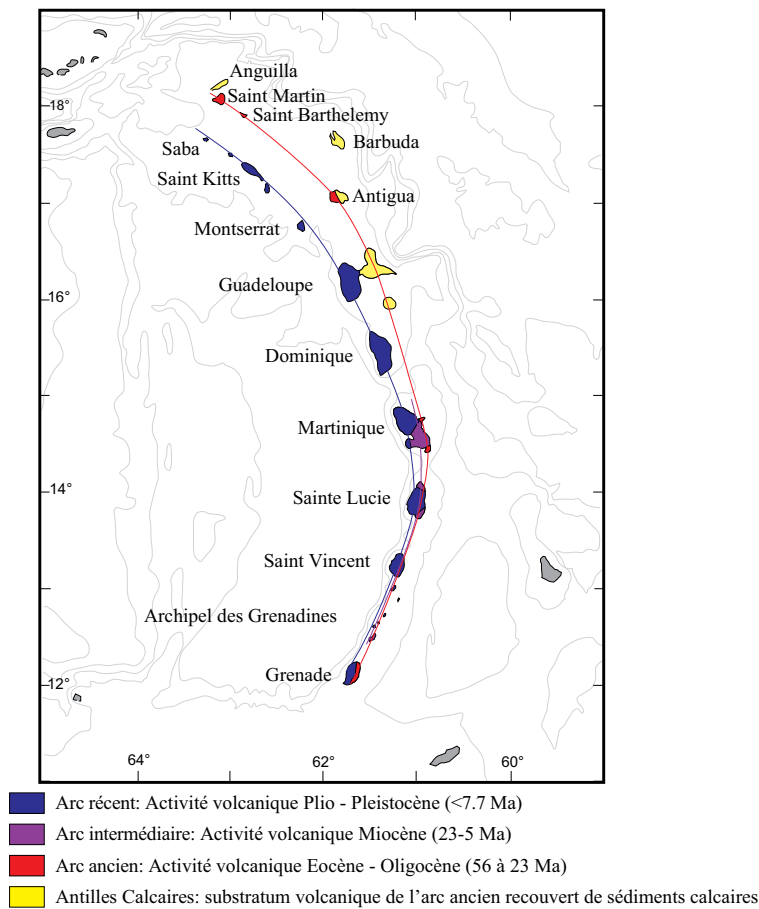 Anguilla
18°
Saint Martin
Saint Barthelemy
Saba
Barbuda
Saint Kitts
Antigua
Montserrat
Guadeloupe
16°
Dominique
Martinique
14°
Sainte Lucie
Saint Vincent
Archipel des Grenadines
Grenade
12°
64°
62°
60°
Arc récent: Activité volcanique Plio - Pleistocène (<7.7 Ma)
Arc intermédiaire: Activité volcanique Miocène (23-5 Ma)
Arc ancien: Activité volcanique Eocène - Oligocène (56 à 23 Ma)
Antilles Calcaires: substratum volcanique de l'arc ancien recouvert de sédiments calcaires